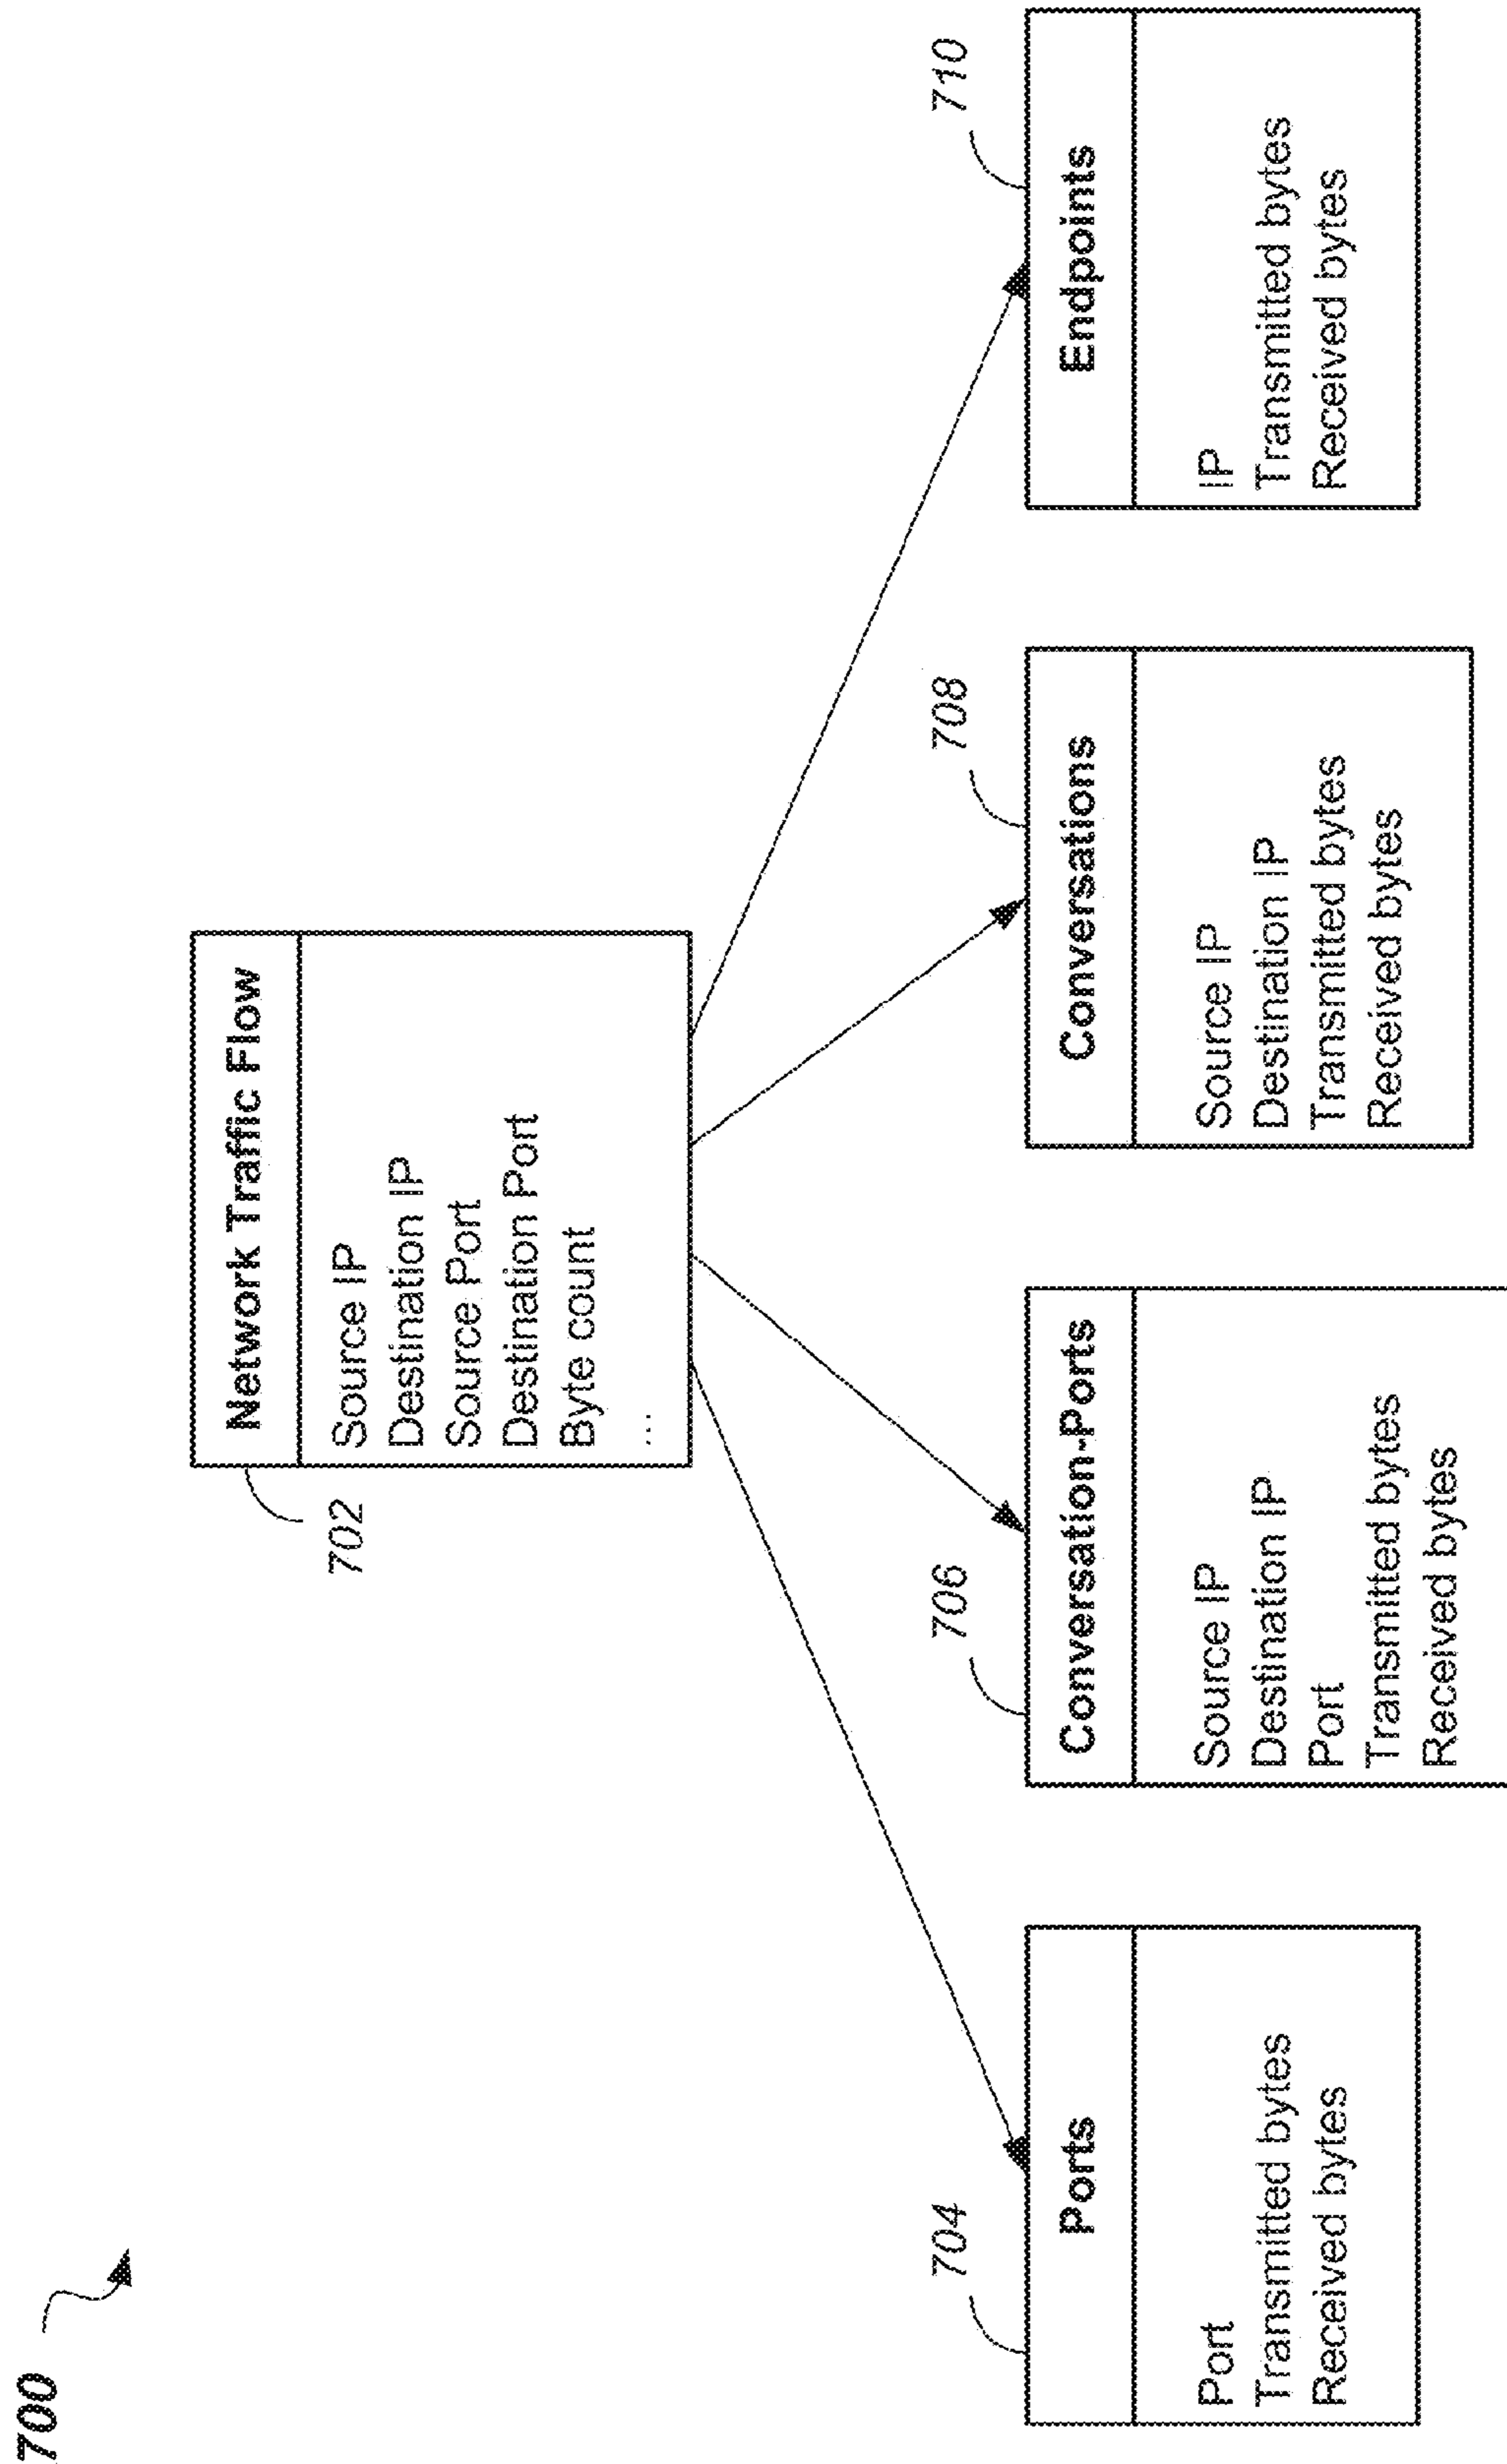 700
Network Traffic Flow
Source IP
Destination IP
Source Port
Destination Port
Byte count
...
702
704
Ports
Port
Transmitted bytes
Received bytes
706
Conversation-Ports
Source IP
Destination IP
Port
Transmitted bytes
Received bytes
708
Conversations
Source IP
Destination IP
Transmitted bytes
Received bytes
710
Endpoints
IP
Transmitted bytes
Received bytes